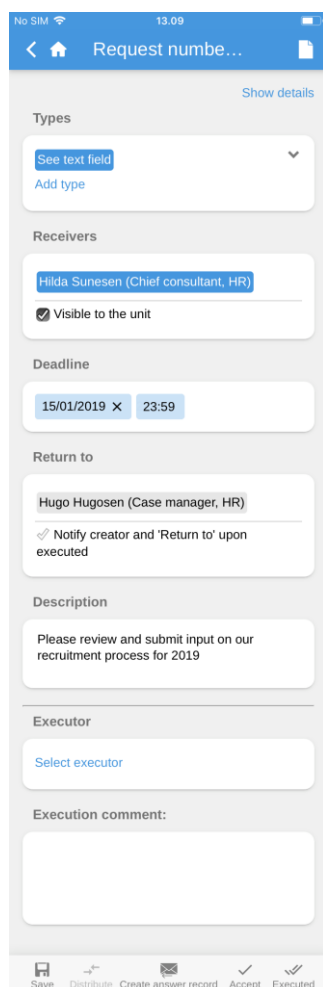 No SIM 13.09
Request numbe...
Show details
Types
See text field
Add type
Receivers
Hilda Sunesen (Chief consultant, HR)
Visible to the unit
Deadline
15/01/2019 × 23:59
Return to
Hugo Hugosen (Case manager, HR)
Notify creator and 'Return to' upon
executed
Description
Please review and submit input on our
recruitment process for 2019
Executor
Select executor
Execution comment:
Save Distribute Create answer record Accept Executed